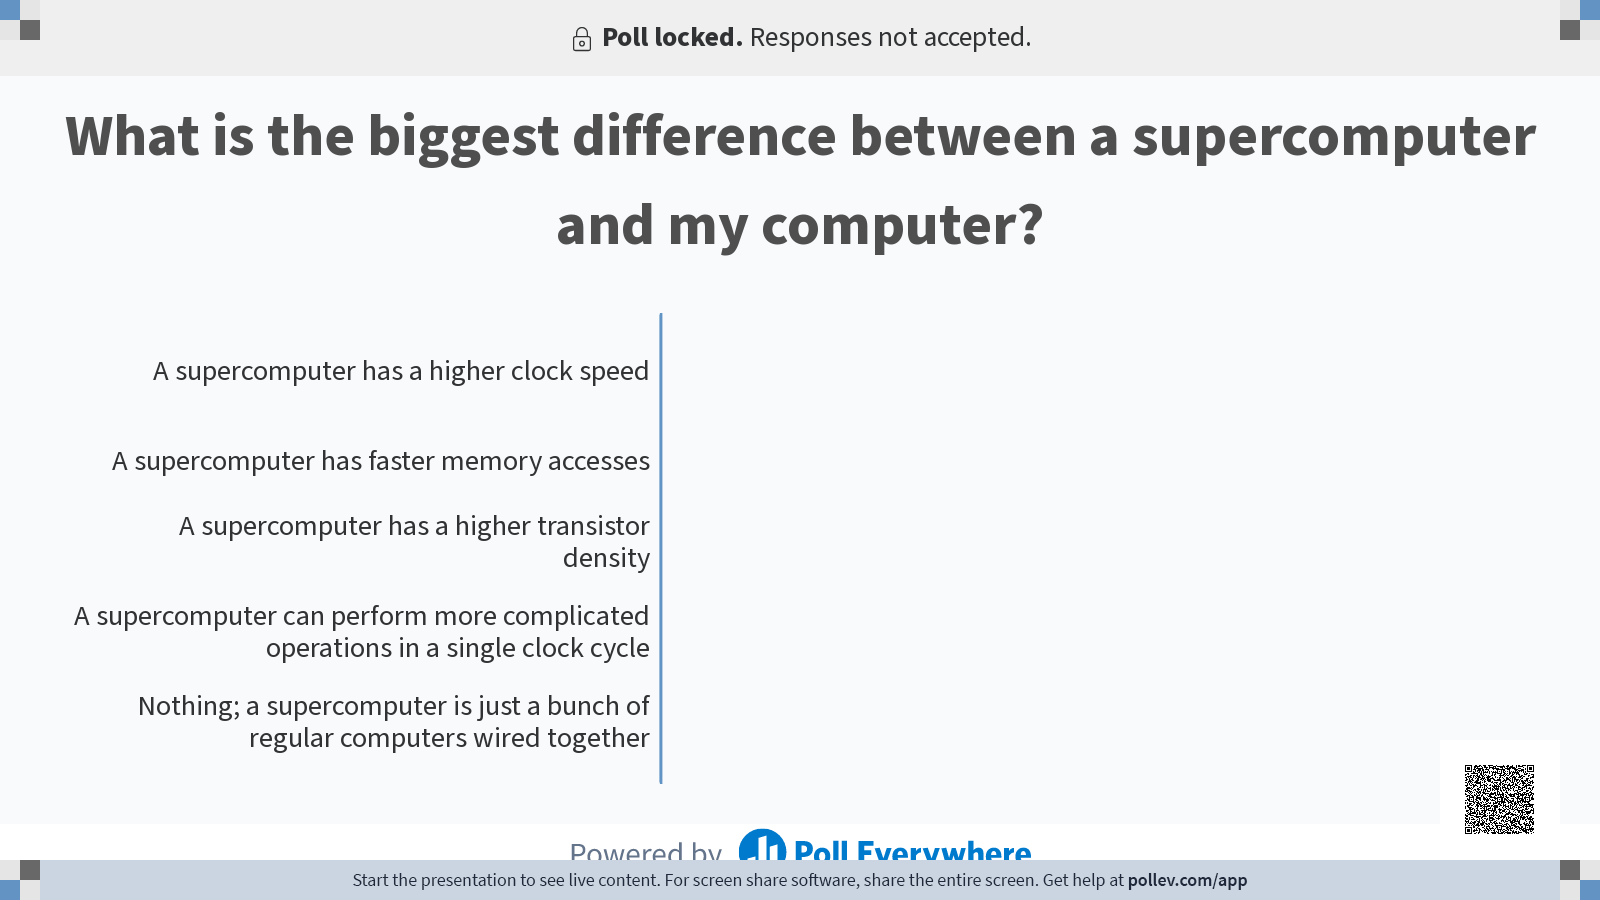 Poll locked. Responses not accepted.
What is the biggest difference between a supercomputer
and my computer?
A supercomputer has a higher clock speed
A supercomputer has faster memory accesses
A supercomputer has a higher transistor
density
A supercomputer can perform more complicated
operations in a single clock cycle
Nothing; a supercomputer is just a bunch of
regular computers wired together
Powered by Poll Everywhere
Start the presentation to see live content. For screen share software, share the entire screen. Get help at pollev.com/app